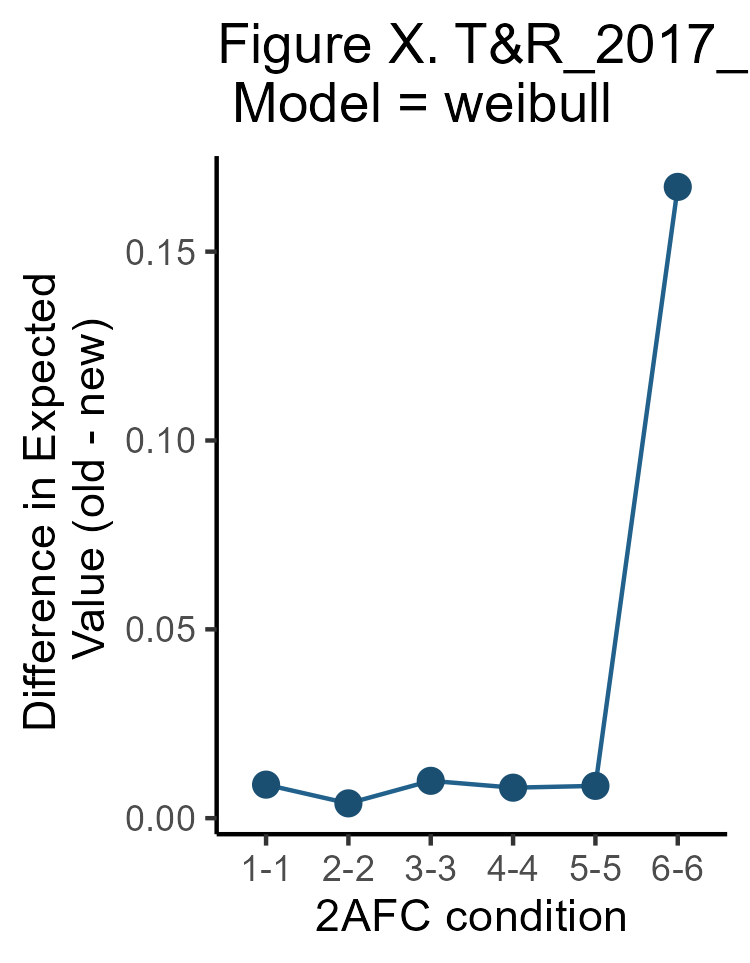 Figure X. T&R_2017_
Model = weibull
Difference in Expected
Value (old - new)
0.15
0.10
0.05
0.00
1-1 2-2 3-3 4-4 5-5 6-6
2AFC condition